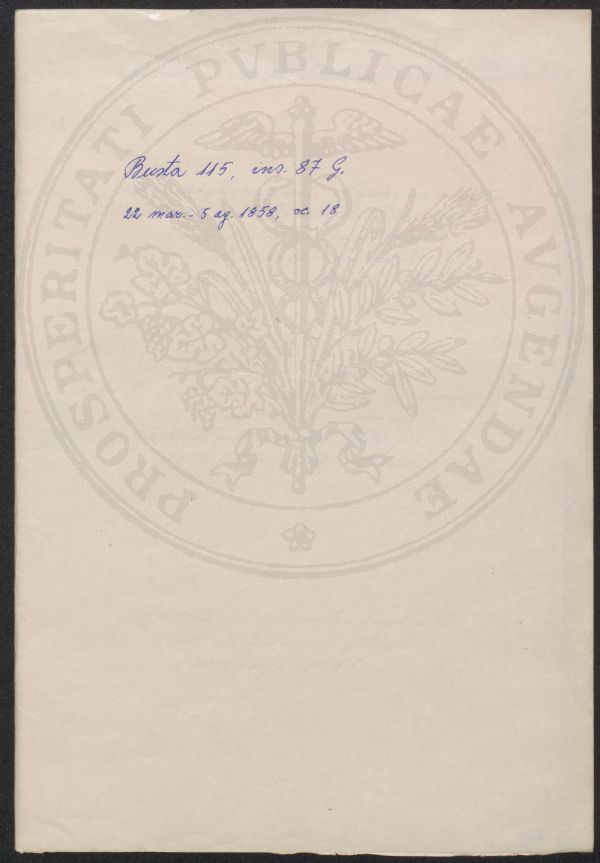 PROSPERITATI PVBLICAE AVGENDAE
Busta 115, ins. 87 G.
22 mar. - 5 ag. 1858, cc. 18